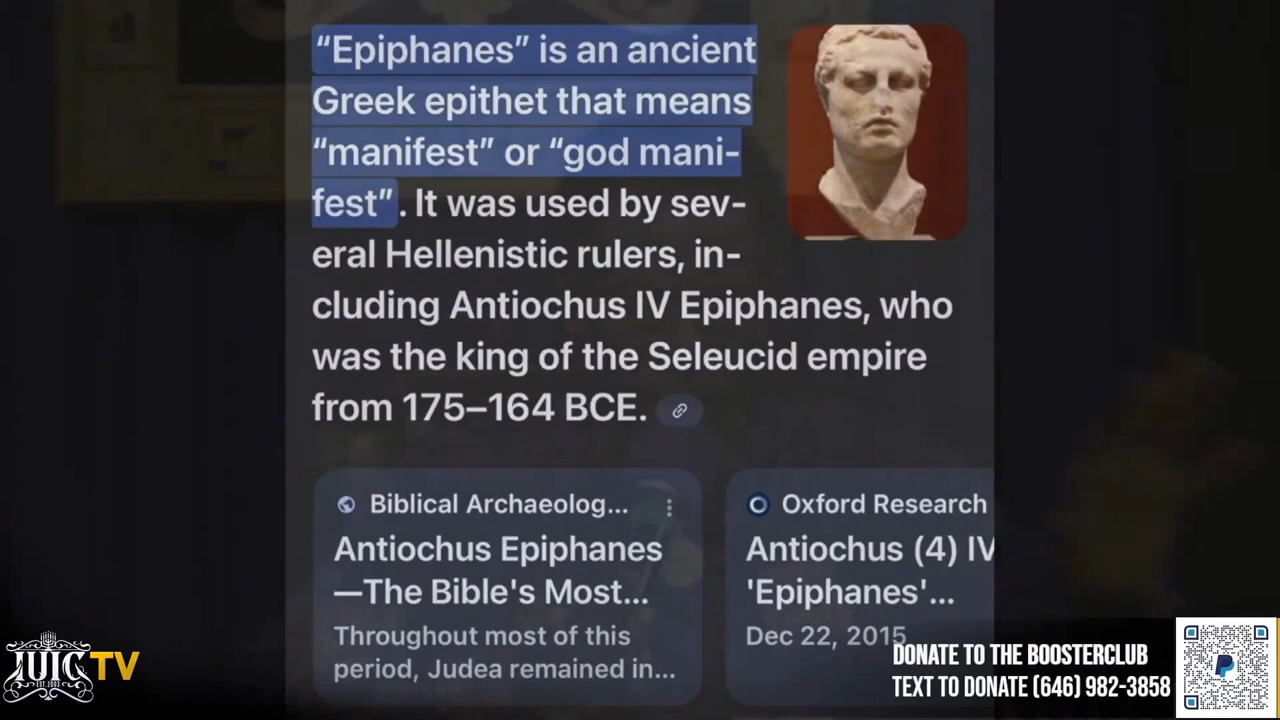 “Epiphanes” is an ancient
Greek epithet that means
“manifest” or “god mani-
fest”. It was used by sev-
eral Hellenistic rulers, in-
cluding Antiochus IV Epiphanes, who
was the king of the Seleucid empire
from 175–164 BCE.
Biblical Archaeolog...
Antiochus Epiphanes
—The Bible's Most...
Throughout most of this
period, Judea remained in...
Oxford Research
Antiochus (4) IV
'Epiphanes'...
Dec 22, 2015
IUIC TV
EST. 2003
DONATE TO THE BOOSTERCLUB
TEXT TO DONATE (646) 982-3858